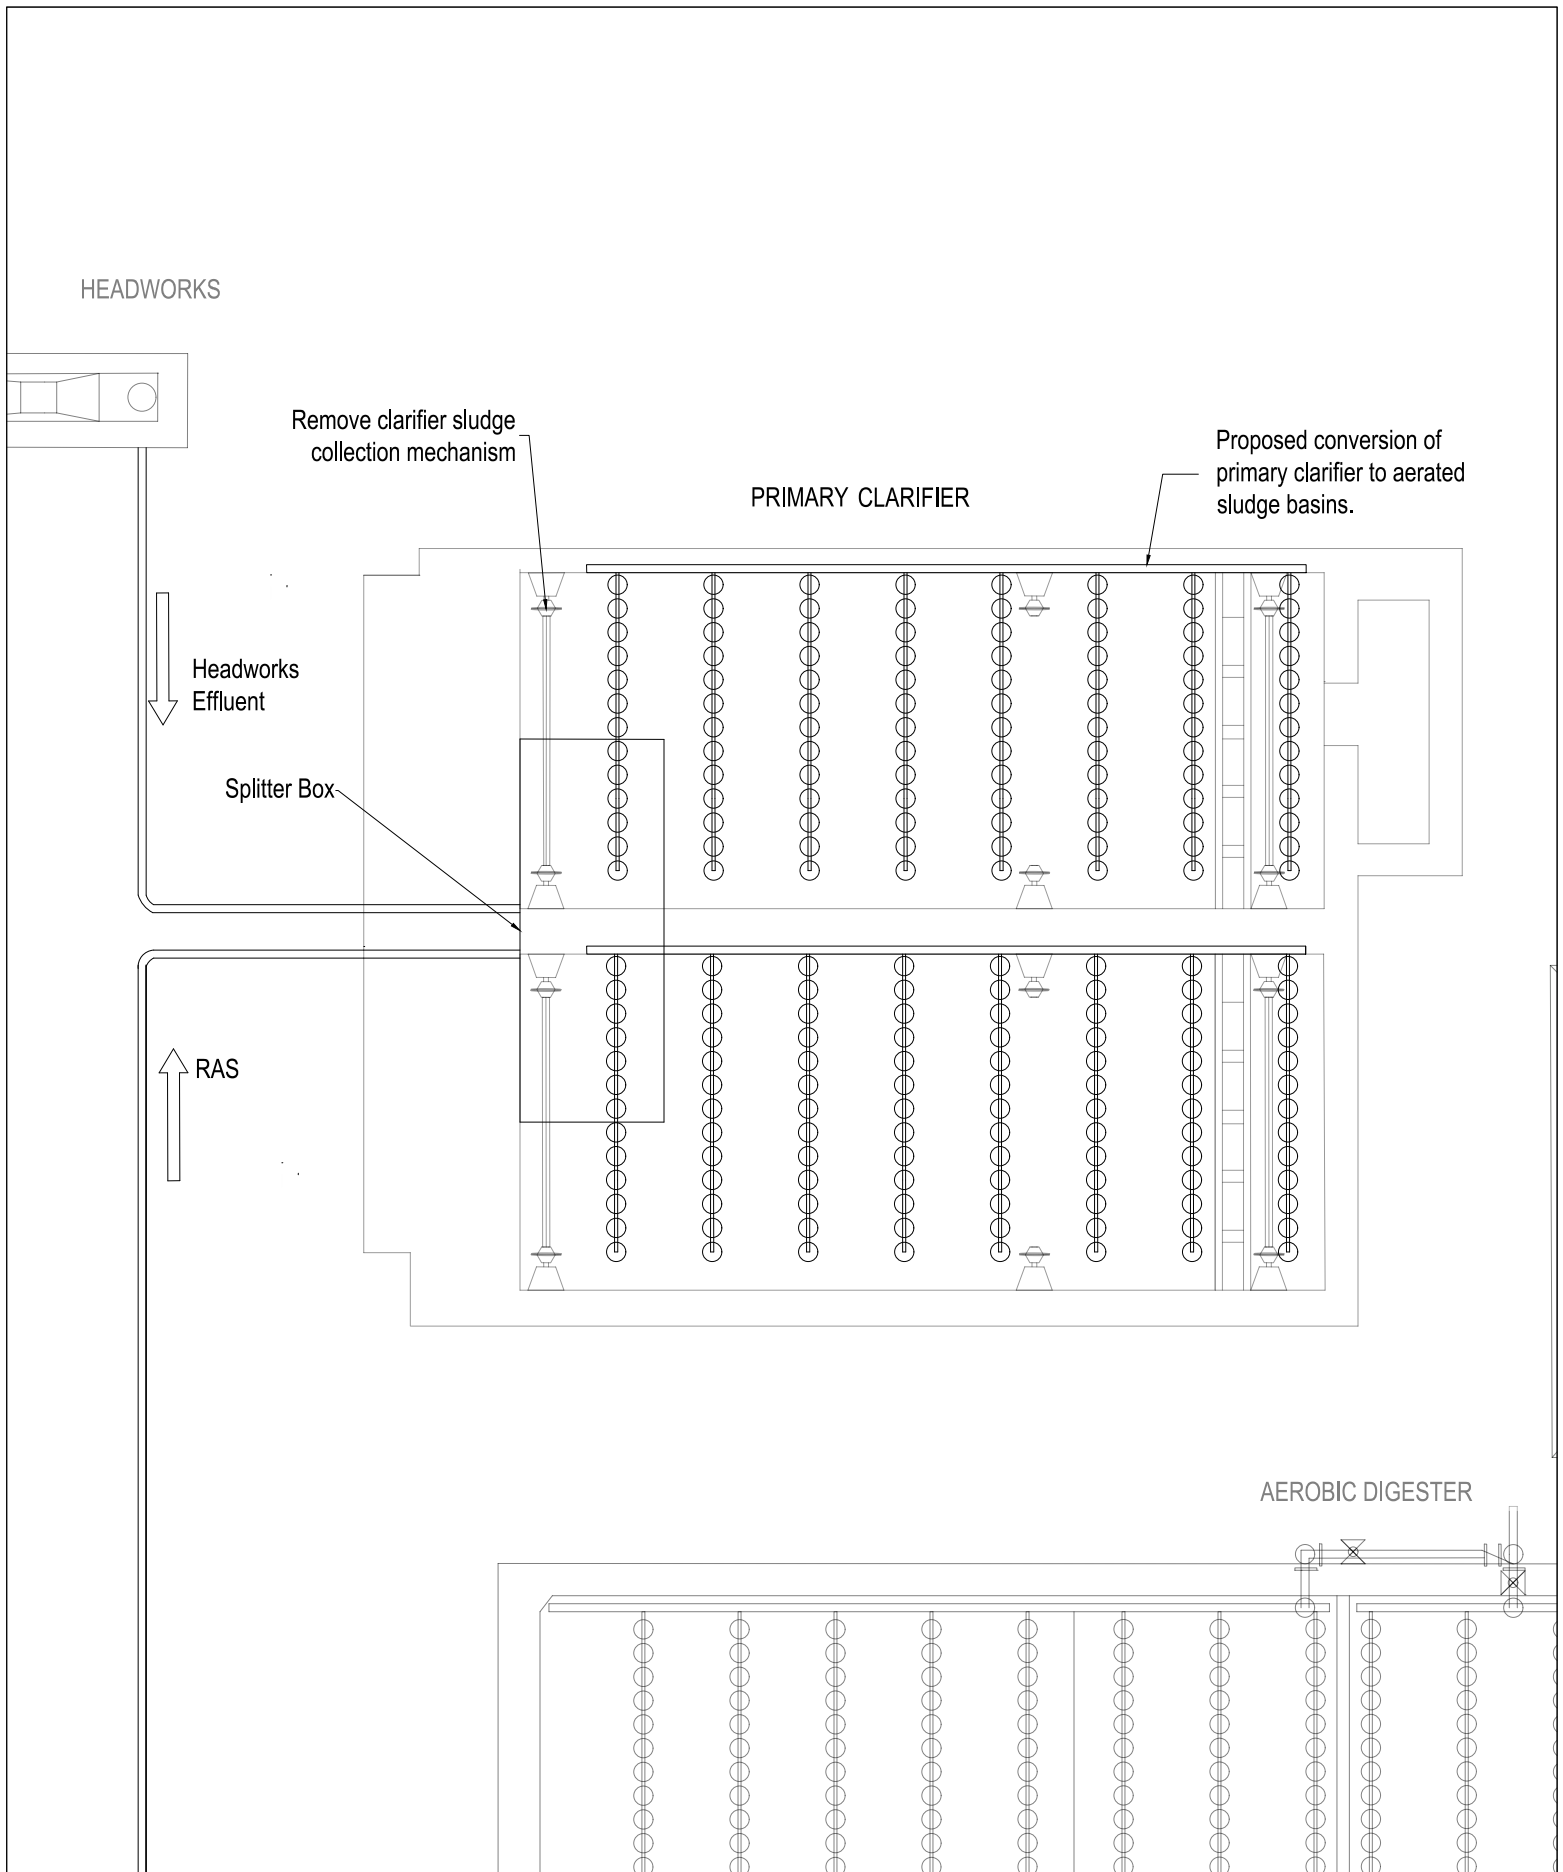 HEADWORKS
Remove clarifier sludge
collection mechanism
PRIMARY CLARIFIER
Proposed conversion of
primary clarifier to aerated
sludge basins.
Headworks
Effluent
Splitter Box
RAS
AEROBIC DIGESTER